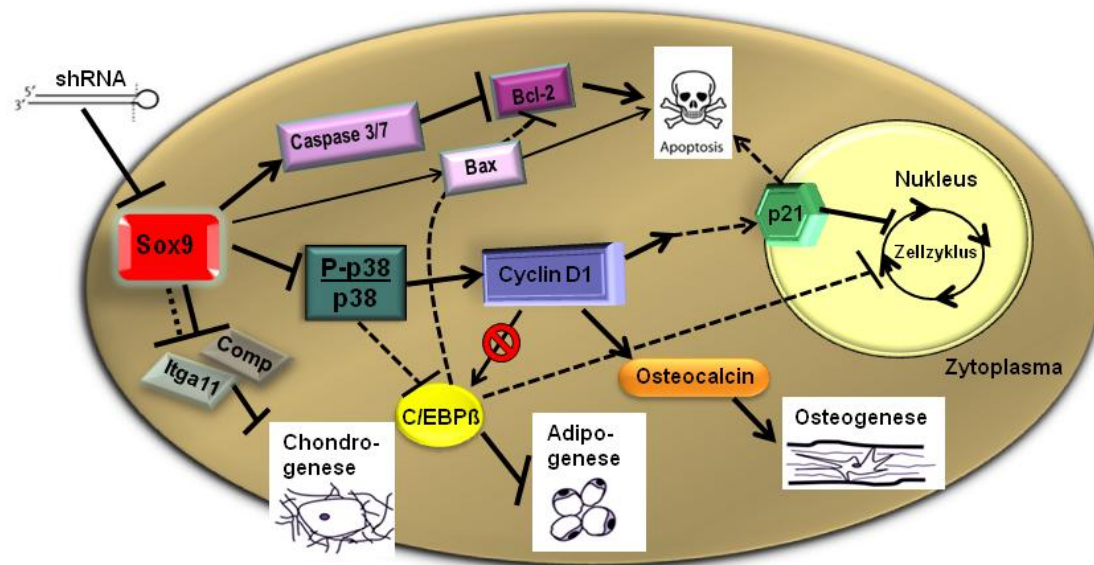 shRNA
5’
3’
Bcl-2
Caspase 3/7
Bax
Apoptosis
Nukleus
p21
Zellzyklus
Sox9
P-p38
p38
Cyclin D1
Zytoplasma
Comp
Itga11
Osteocalcin
C/EBPß
Chondro-
genese
Adipo-
genese
Osteogenese